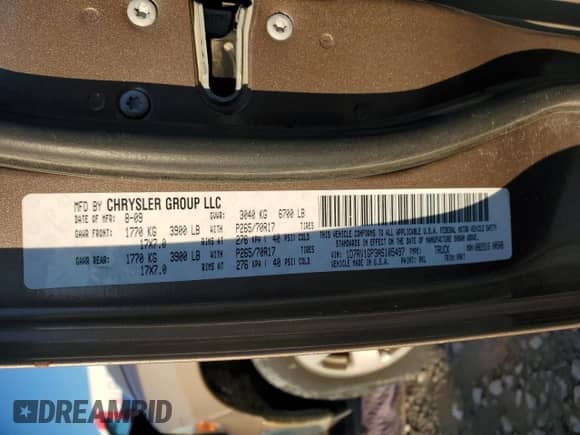 MFD BY CHRYSLER GROUP LLC
DATE OF MFR 8-09 GVWR: 3040 KG 6700 LB
GAWR FRONT: 1770 KG 3900 LB WITH P265/70R17 TIRES
17X7.0 RIMS AT 276 KPA ( 40 PSI) COLD
GAWR REAR: 1770 KG 3900 LB WITH P265/70R17 TIRES
17X7.0 RIMS AT 276 KPA ( 40 PSI) COLD
THIS VEHICLE CONFORMS TO ALL APPLICABLE U.S.A. FEDERAL MOTOR VEHICLE SAFETY
STANDARDS IN EFFECT ON THE DATE OF MANUFACTURE SHOWN ABOVE.
VIN: 1D7RV1GP3AS105497 TYPE: TRUCK
PAINT: TRIM:
DREAMBID